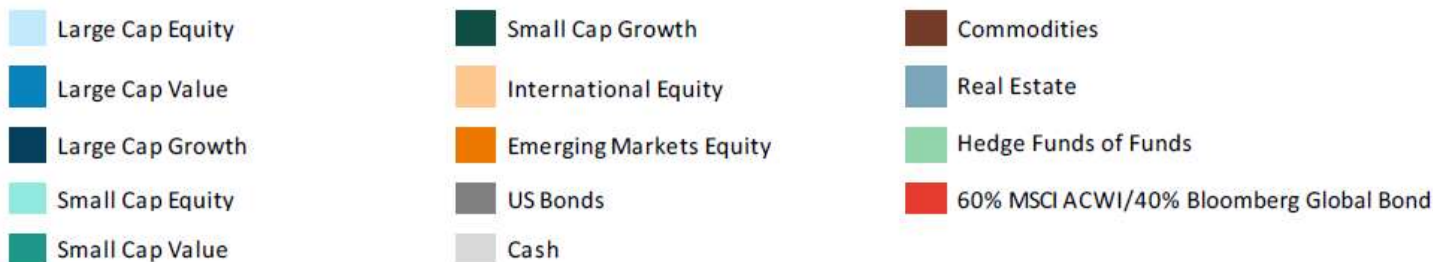 Large Cap Equity
Large Cap Value
Large Cap Growth
Small Cap Equity
Small Cap Value
Small Cap Growth
International Equity
Emerging Markets Equity
US Bonds
Cash
Commodities
Real Estate
Hedge Funds of Funds
60% MSCI ACWI/40% Bloomberg Global Bond